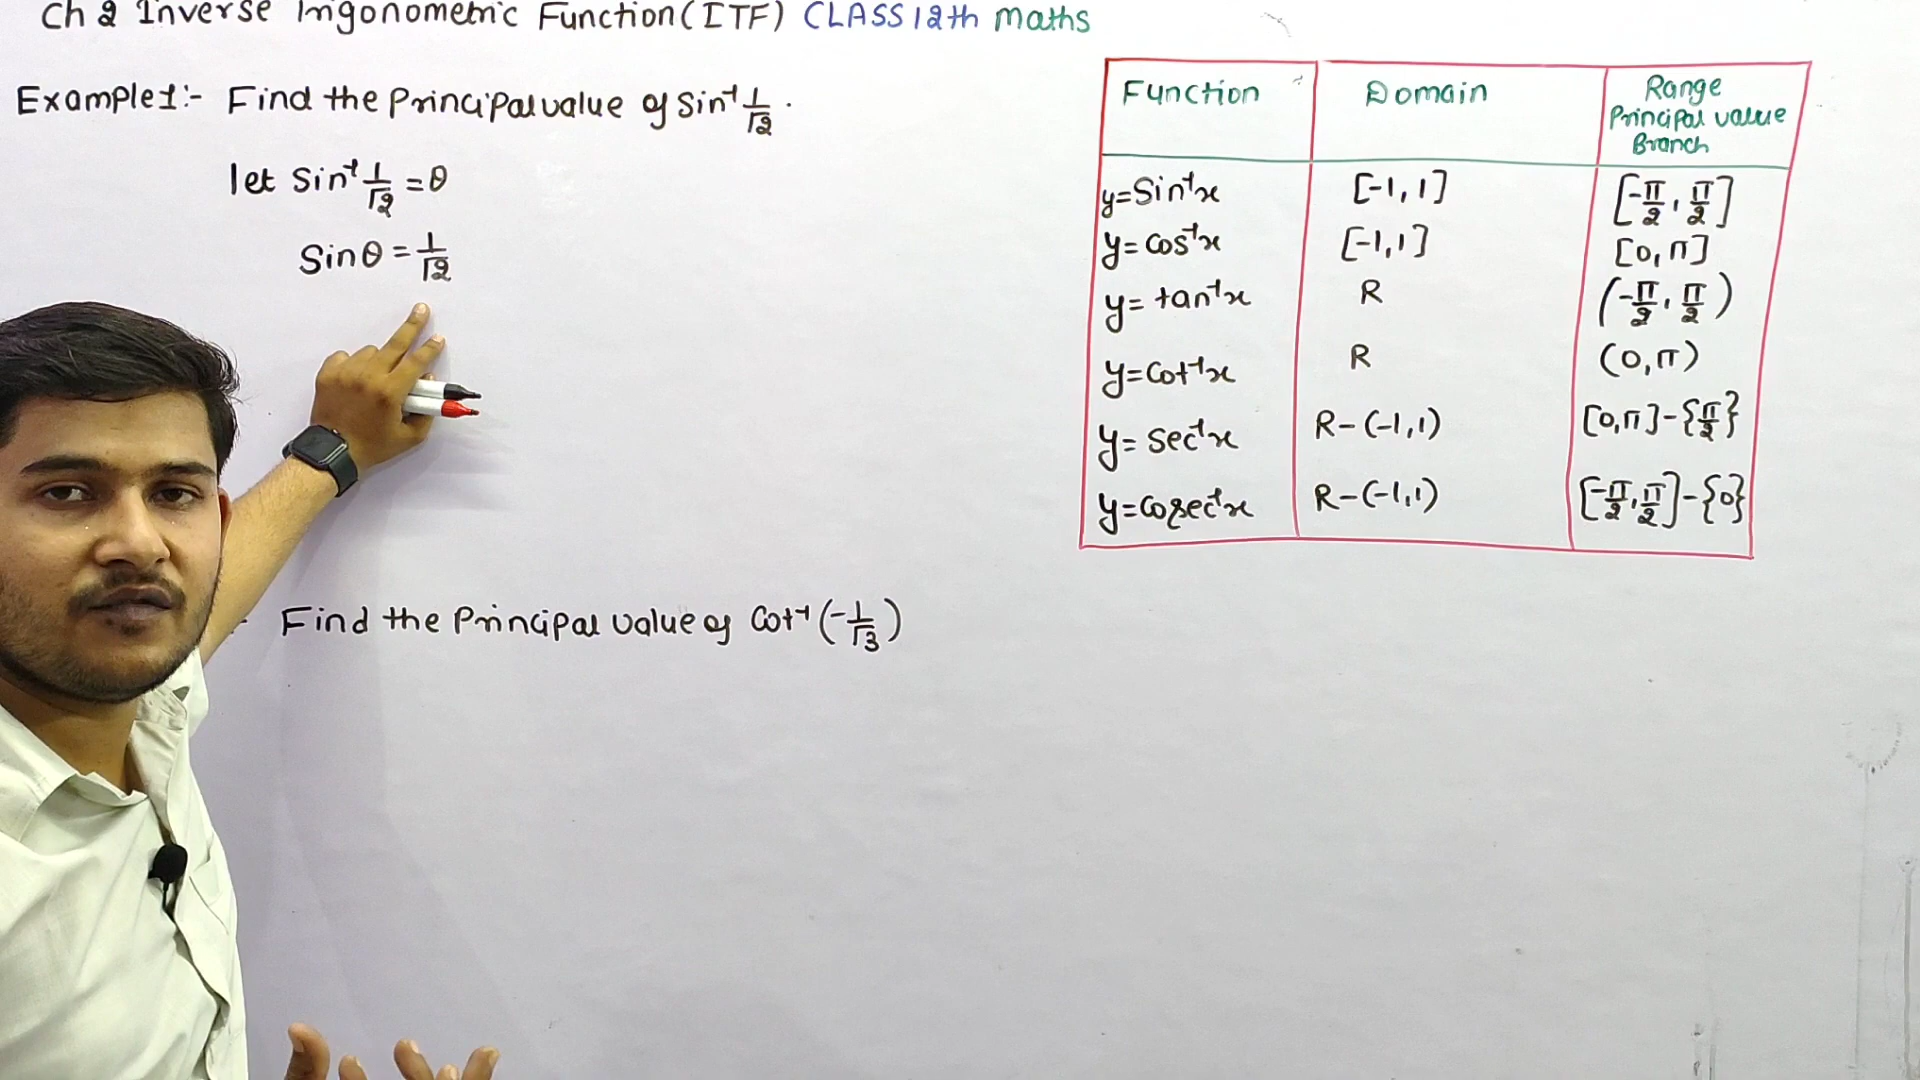 Ch 2 Inverse Trigonometric Function (ITF) CLASS 12th Maths
Example 1:- Find the Principal value of Sin⁻¹ 1/√2 .
let Sin⁻¹ 1/√2 = θ
Sinθ = 1/√2
Find the Principal value of Cot⁻¹ (-1/√3)
Function Domain Range Principal value Branch
y=Sin⁻¹x [-1,1] [-π/2, π/2]
y=Cos⁻¹x [-1,1] [0,π]
y=tan⁻¹x R (-π/2, π/2)
y=Cot⁻¹x R (0,π)
y=Sec⁻¹x R-(-1,1) [0,π]-{π/2}
y=Cosec⁻¹x R-(-1,1) [-π/2, π/2]-{0}